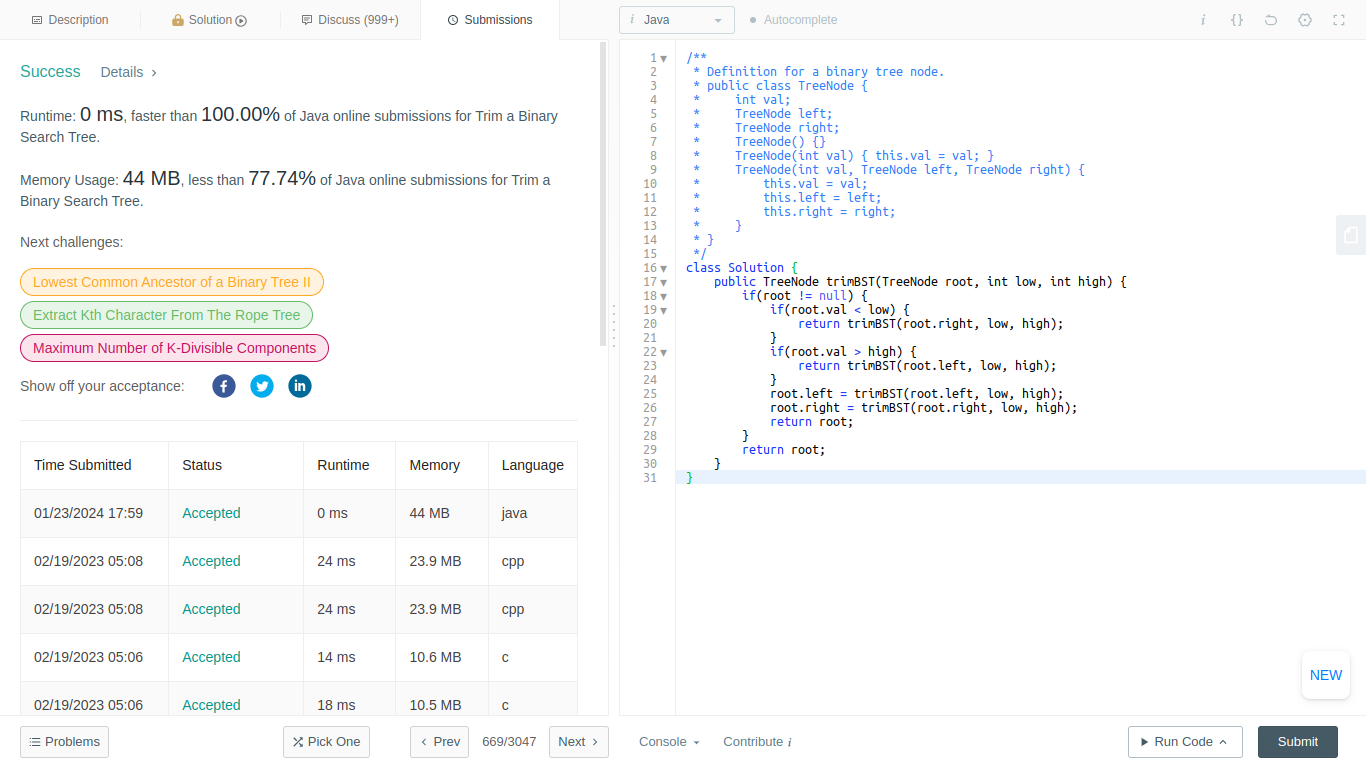 Description
Solution
Discuss (999+)
Submissions
i Java
Autocomplete
i {}
Success Details
Runtime: 0 ms, faster than 100.00% of Java online submissions for Trim a Binary
Search Tree.
Memory Usage: 44 MB, less than 77.74% of Java online submissions for Trim a
Binary Search Tree.
Next challenges:
Lowest Common Ancestor of a Binary Tree II
Extract Kth Character From The Rope Tree
Maximum Number of K-Divisible Components
Show off your acceptance: f in
Time Submitted Status Runtime Memory Language
01/23/2024 17:59 Accepted 0 ms 44 MB java
02/19/2023 05:08 Accepted 24 ms 23.9 MB cpp
02/19/2023 05:08 Accepted 24 ms 23.9 MB cpp
02/19/2023 05:06 Accepted 14 ms 10.6 MB c
02/19/2023 05:06 Accepted 18 ms 10.5 MB c
1 /**
2  * Definition for a binary tree node.
3  * public class TreeNode {
4  *     int val;
5  *     TreeNode left;
6  *     TreeNode right;
7  *     TreeNode() {}
8  *     TreeNode(int val) { this.val = val; }
9  *     TreeNode(int val, TreeNode left, TreeNode right) {
10  *         this.val = val;
11  *         this.left = left;
12  *         this.right = right;
13  *     }
14  * }
15  */
16 class Solution {
17     public TreeNode trimBST(TreeNode root, int low, int high) {
18         if(root != null) {
19             if(root.val < low) {
20                 return trimBST(root.right, low, high);
21             }
22             if(root.val > high) {
23                 return trimBST(root.left, low, high);
24             }
25             root.left = trimBST(root.left, low, high);
26             root.right = trimBST(root.right, low, high);
27             return root;
28         }
29         return root;
30     }
31 }
NEW
Problems
Pick One
Prev
669/3047
Next
Console
Contribute i
Run Code
Submit